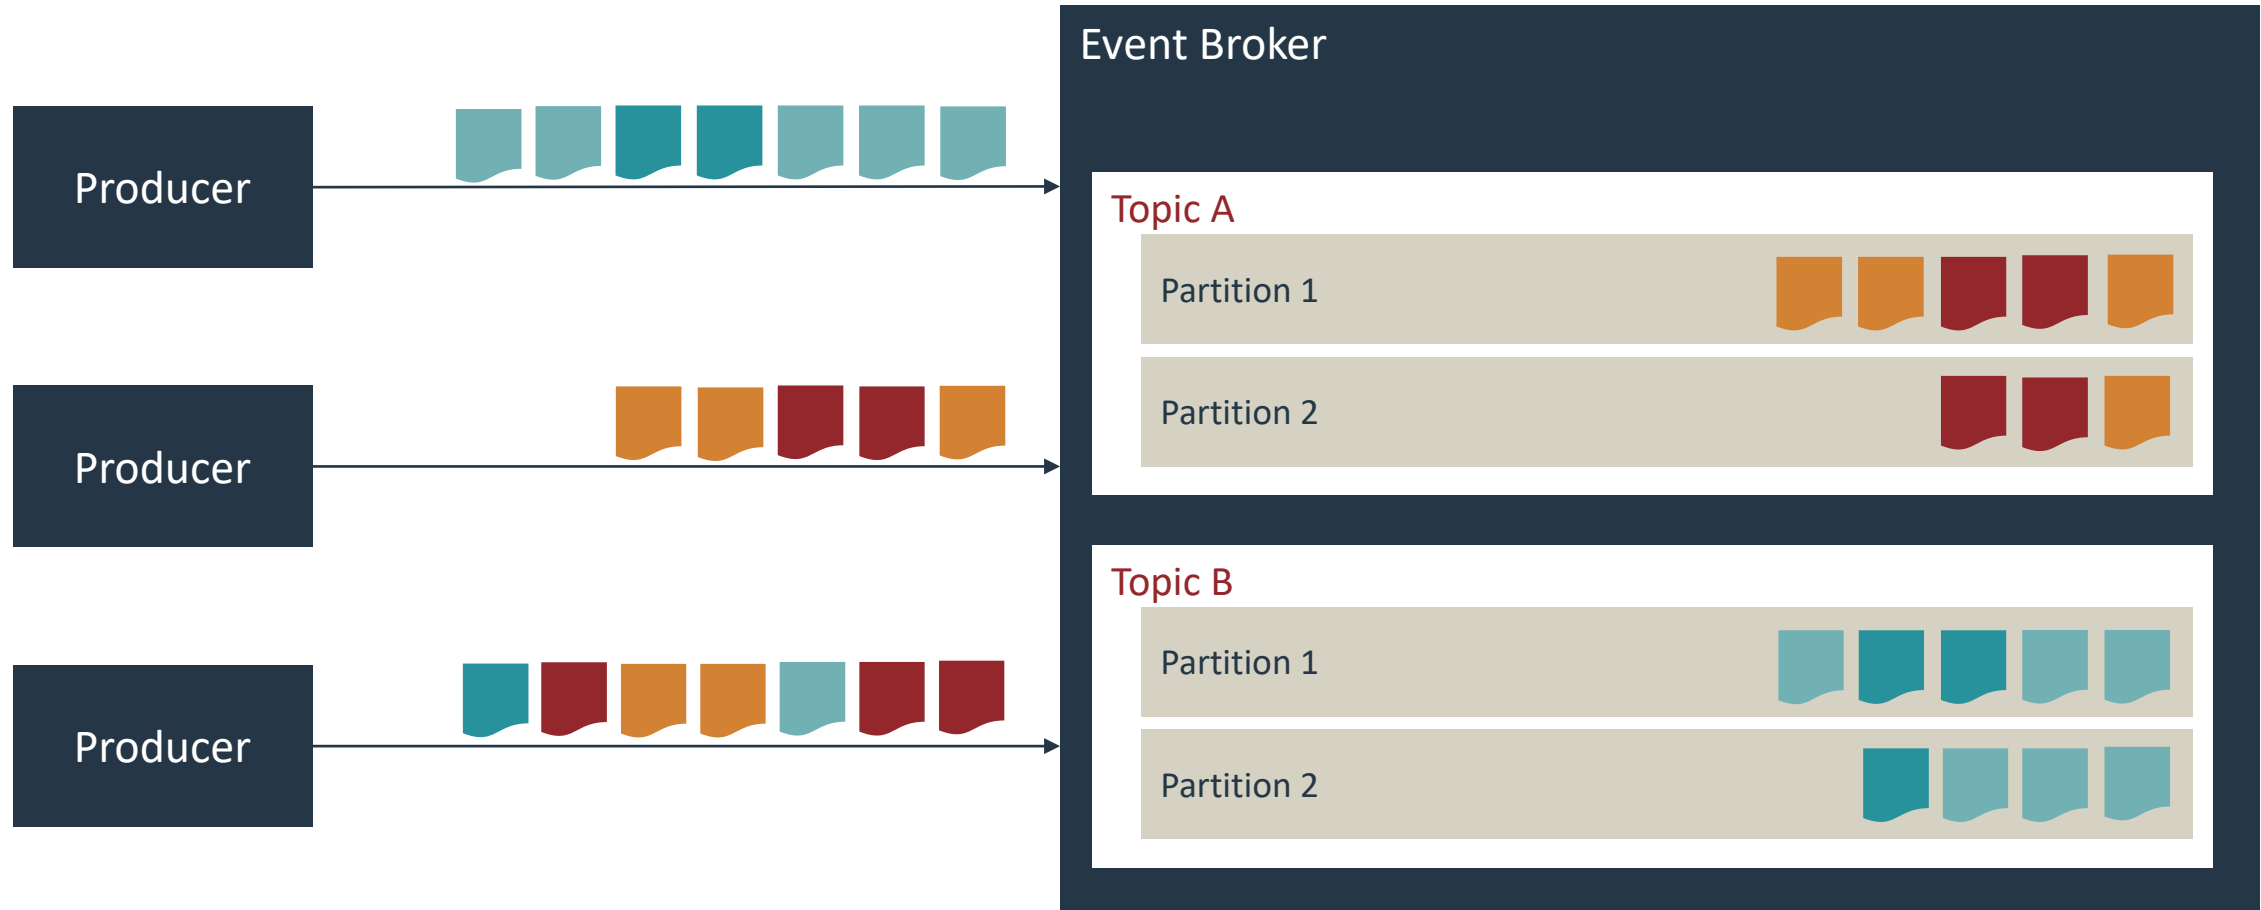 Event Broker
Producer
Topic A
Partition 1
Partition 2
Producer
Topic B
Partition 1
Producer
Partition 2